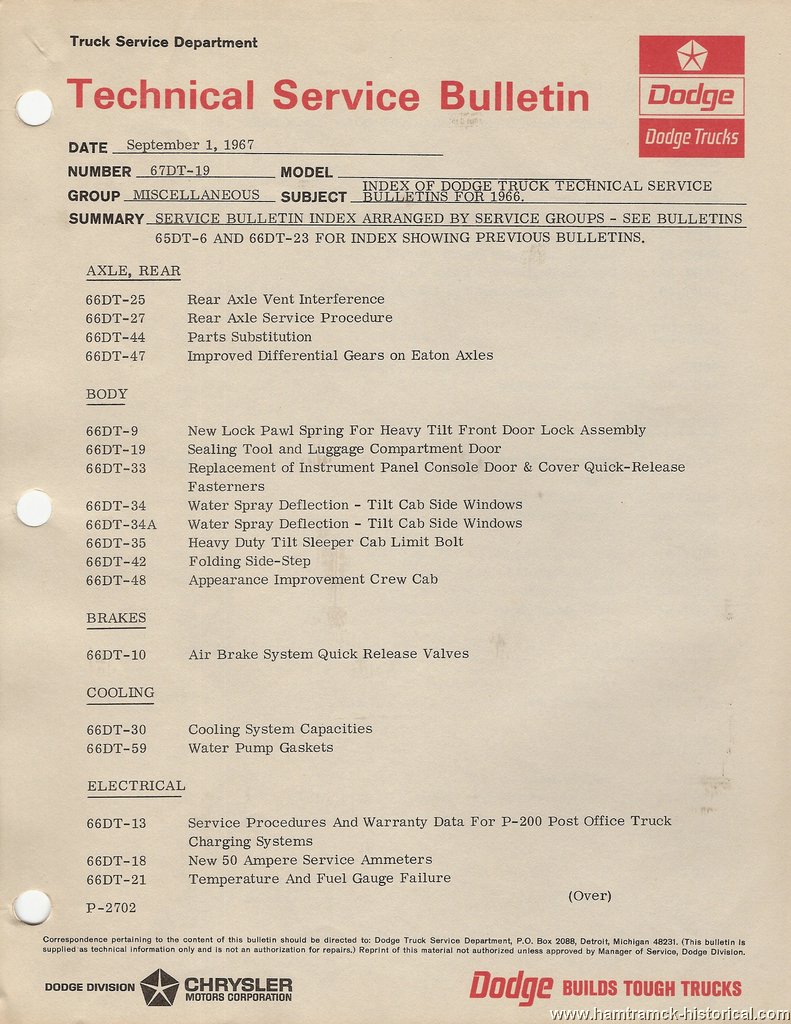 Truck Service Department
Technical Service Bulletin
Dodge
Dodge Trucks
DATE September 1, 1967
NUMBER 67DT-19 MODEL
GROUP MISCELLANEOUS SUBJECT INDEX OF DODGE TRUCK TECHNICAL SERVICE
BULLETINS FOR 1966.
SUMMARY SERVICE BULLETIN INDEX ARRANGED BY SERVICE GROUPS - SEE BULLETINS
65DT-6 AND 66DT-23 FOR INDEX SHOWING PREVIOUS BULLETINS.
AXLE, REAR
66DT-25 Rear Axle Vent Interference
66DT-27 Rear Axle Service Procedure
66DT-44 Parts Substitution
66DT-47 Improved Differential Gears on Eaton Axles
BODY
66DT-9 New Lock Pawl Spring For Heavy Tilt Front Door Lock Assembly
66DT-19 Sealing Tool and Luggage Compartment Door
66DT-33 Replacement of Instrument Panel Console Door & Cover Quick-Release
Fasterners
66DT-34 Water Spray Deflection - Tilt Cab Side Windows
66DT-34A Water Spray Deflection - Tilt Cab Side Windows
66DT-35 Heavy Duty Tilt Sleeper Cab Limit Bolt
66DT-42 Folding Side-Step
66DT-48 Appearance Improvement Crew Cab
BRAKES
66DT-10 Air Brake System Quick Release Valves
COOLING
66DT-30 Cooling System Capacities
66DT-59 Water Pump Gaskets
ELECTRICAL
66DT-13 Service Procedures And Warranty Data For P-200 Post Office Truck
Charging Systems
66DT-18 New 50 Ampere Service Ammeters
66DT-21 Temperature And Fuel Gauge Failure
(Over)
P-2702
Correspondence pertaining to the content of this bulletin should be directed to: Dodge Truck Service Department, P.O. Box 2088, Detroit, Michigan 48231. (This bulletin is
supplied as technical information only and is not an authorization for repairs.) Reprint of this material not authorized unless approved by Manager of Service, Dodge Division.
DODGE DIVISION CHRYSLER
MOTORS CORPORATION
Dodge BUILDS TOUGH TRUCKS
www.hamtramck-historical.com